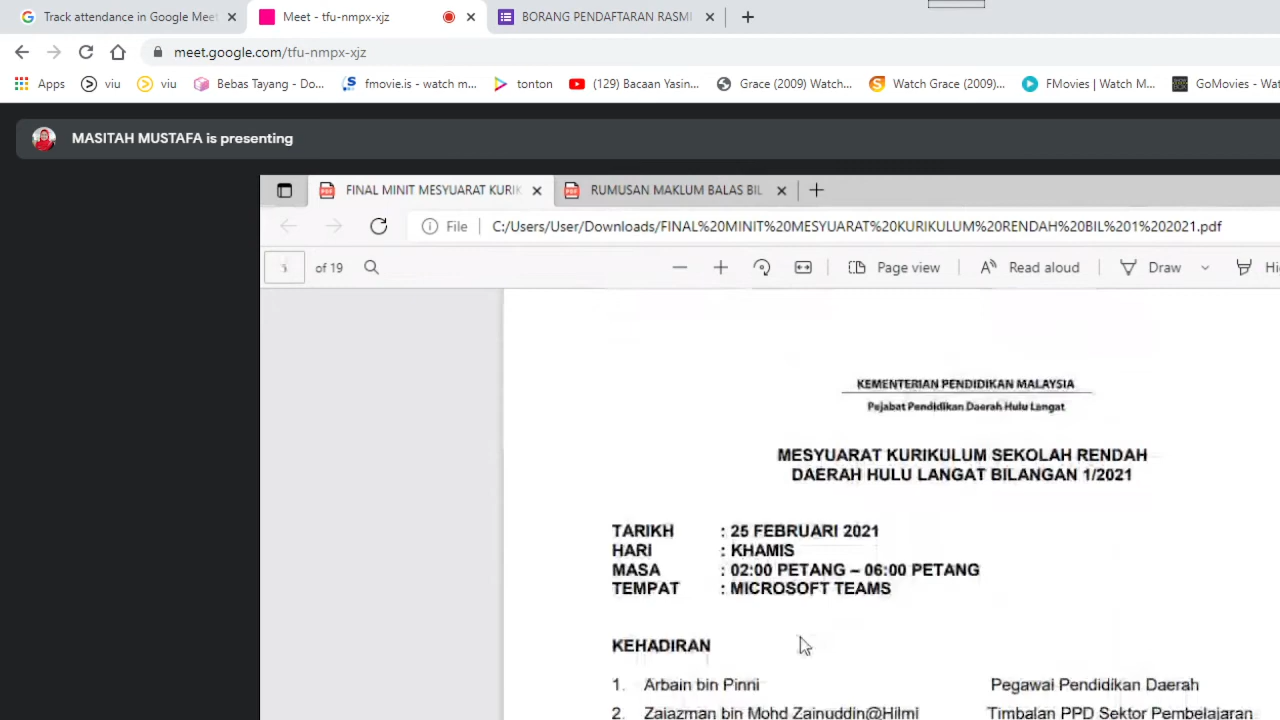 Track attendance in Google Meet
Meet - tfu-nmpx-xjz
BORANG PENDAFTARAN RASMI
meet.google.com/tfu-nmpx-xjz
Apps viu viu Bebas Tayang - Do... fmovie.is - watch m... tonton (129) Bacaan Yasin... Grace (2009) Watch... Watch Grace (2009)... FMovies | Watch M... GoMovies - Wat
MASITAH MUSTAFA is presenting
FINAL MINIT MESYUARAT KURIK
RUMUSAN MAKLUM BALAS BIL
File C:/Users/User/Downloads/FINAL%20MINIT%20MESYUARAT%20KURIKULUM%20RENDAH%20BIL%201%202021.pdf
of 19 Page view Read aloud Draw Hi
KEMENTERIAN PENDIDIKAN MALAYSIA
Pejabat Pendidikan Daerah Hulu Langat
MESYUARAT KURIKULUM SEKOLAH RENDAH
DAERAH HULU LANGAT BILANGAN 1/2021
TARIKH : 25 FEBRUARI 2021
HARI : KHAMIS
MASA : 02:00 PETANG – 06:00 PETANG
TEMPAT : MICROSOFT TEAMS
KEHADIRAN
1. Arbain bin Pinni Pegawai Pendidikan Daerah
2. Zaiazman bin Mohd Zainuddin@Hilmi Timbalan PPD Sektor Pembelajaran